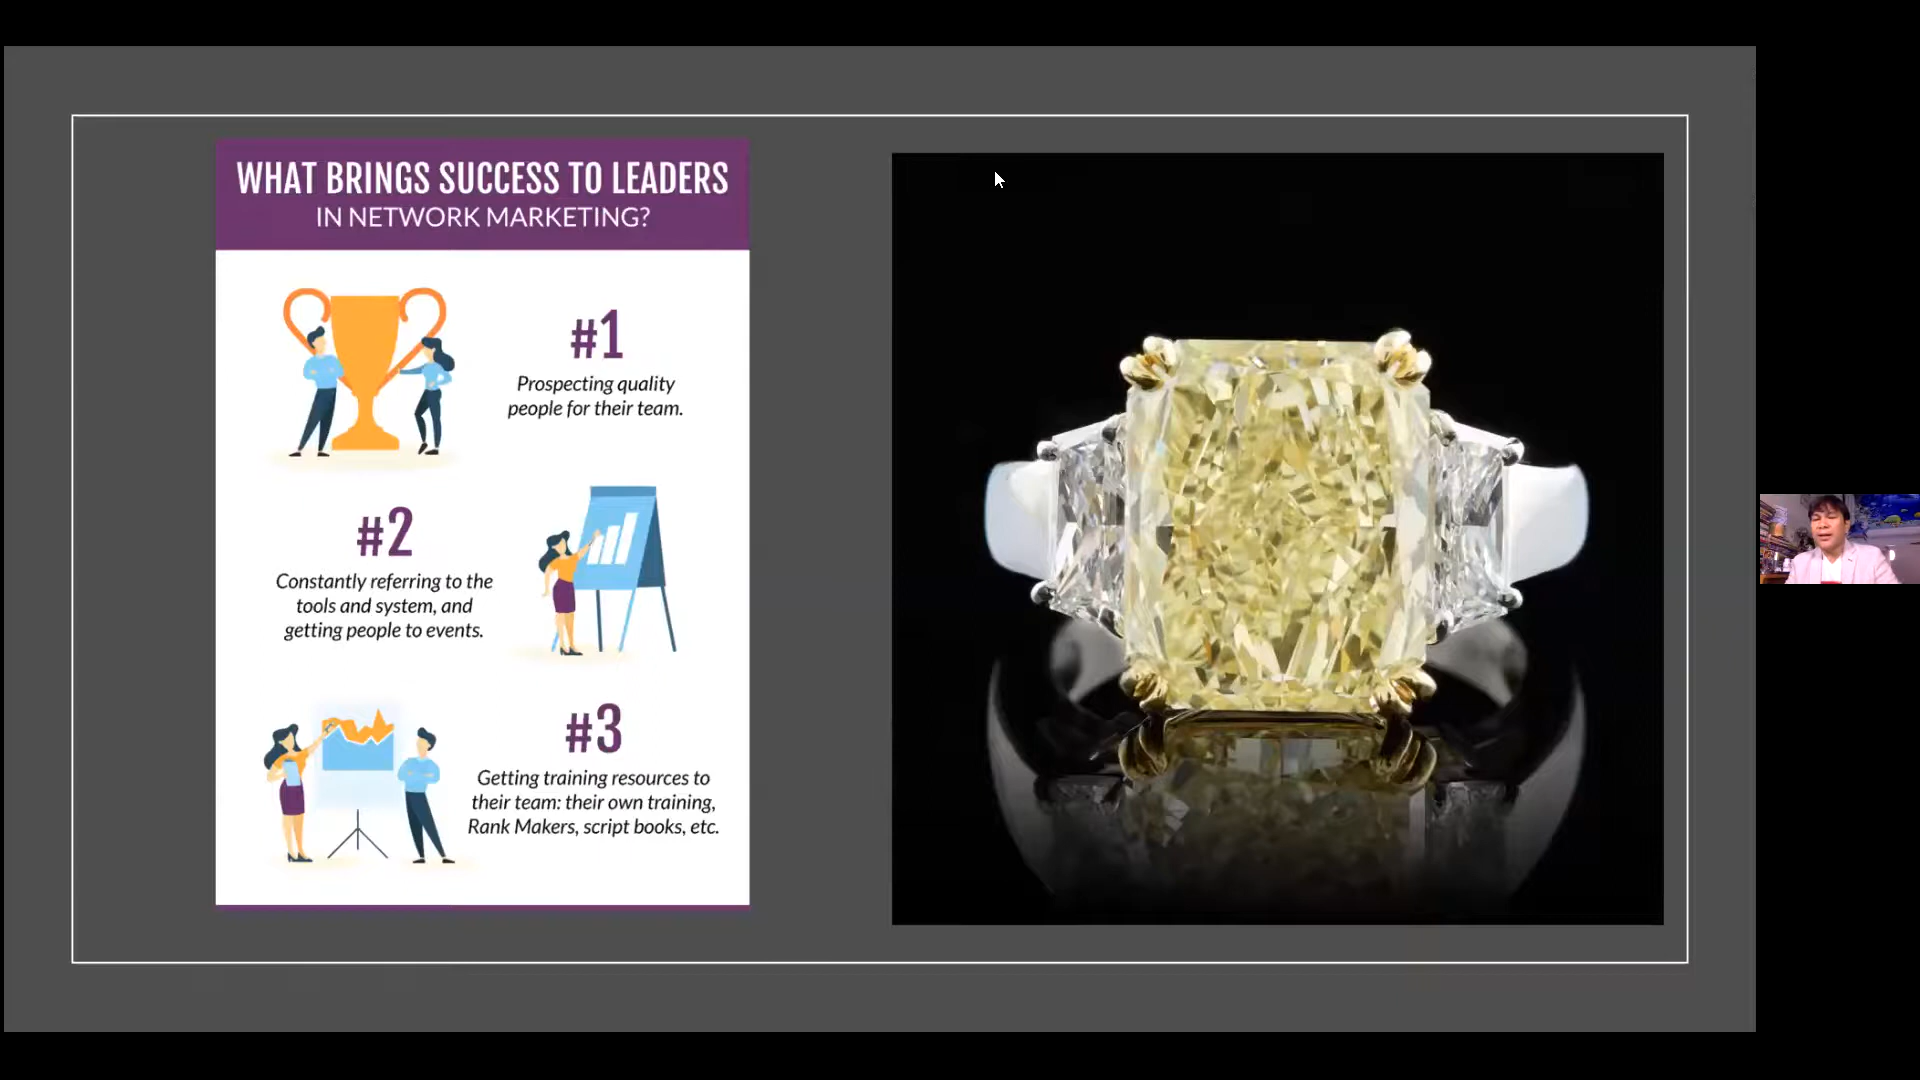 WHAT BRINGS SUCCESS TO LEADERS
IN NETWORK MARKETING?
#1
Prospecting quality
people for their team.
#2
Constantly referring to the
tools and system, and
getting people to events.
#3
Getting training resources to
their team: their own training,
Rank Makers, script books, etc.